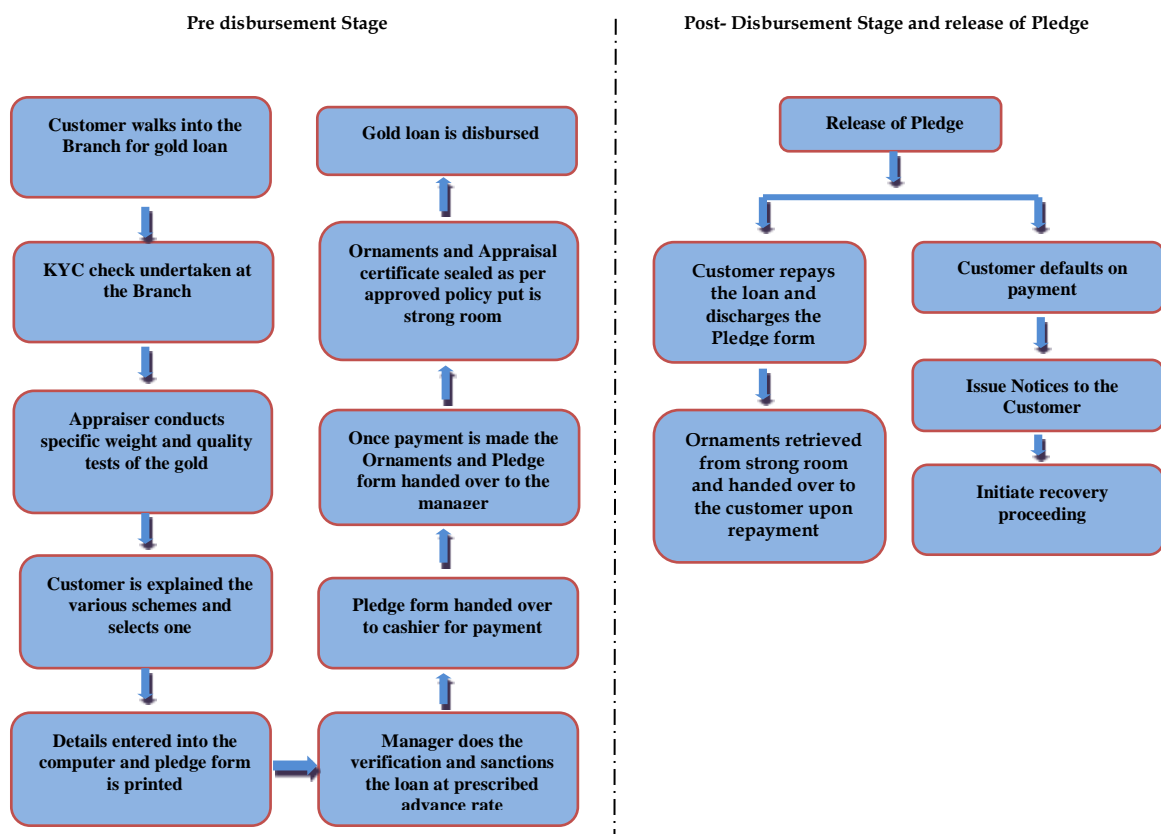 Pre disbursement Stage
Customer walks into the
Branch for gold loan
KYC check undertaken at
the Branch
Appraiser conducts
specific weight and quality
tests of the gold
Customer is explained the
various schemes and
selects one
Details entered into the
computer and pledge form
is printed
Manager does the
verification and sanctions
the loan at prescribed
advance rate
Pledge form handed over
to cashier for payment
Once payment is made the
Ornaments and Pledge
form handed over to the
manager
Ornaments and Appraisal
certificate sealed as per
approved policy put is
strong room
Gold loan is disbursed
Post- Disbursement Stage and release of Pledge
Release of Pledge
Customer repays
the loan and
discharges the
Pledge form
Ornaments retrieved
from strong room
and handed over to
the customer upon
repayment
Customer defaults on
payment
Issue Notices to the
Customer
Initiate recovery
proceeding